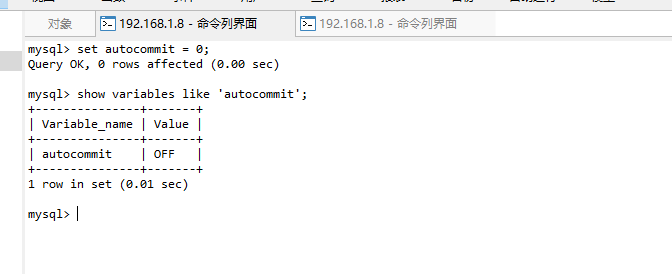 对象
192.168.1.8 - 命令列界面
192.168.1.8 - 命令列界面
mysql> set autocommit = 0;
Query OK, 0 rows affected (0.00 sec)
mysql> show variables like 'autocommit';
+---------------+-------+
| Variable_name | Value |
+---------------+-------+
| autocommit    | OFF   |
+---------------+-------+
1 row in set (0.01 sec)
mysql>